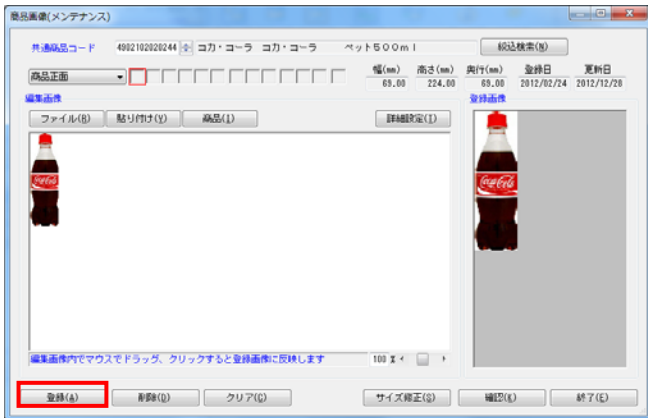 商品画像(メンテナンス)
共通商品コード 4902102020244 コカ・コーラ コカ・コーラ ペット500ml 絞込検索(N)
商品正面 幅(mm) 高さ(mm) 奥行(mm) 登録日 更新日
69.00 224.00 69.00 2012/02/24 2012/12/20
編集画像 登録画像
ファイル(R) 貼り付け(V) 商品(I) 詳細設定(T)
Coca-Cola Coca-Cola
編集画像内でマウスでドラッグ、クリックすると登録画像に反映します 100 %
登録(A) 削除(D) クリア(C) サイズ修正(S) 確認(K) 終了(E)